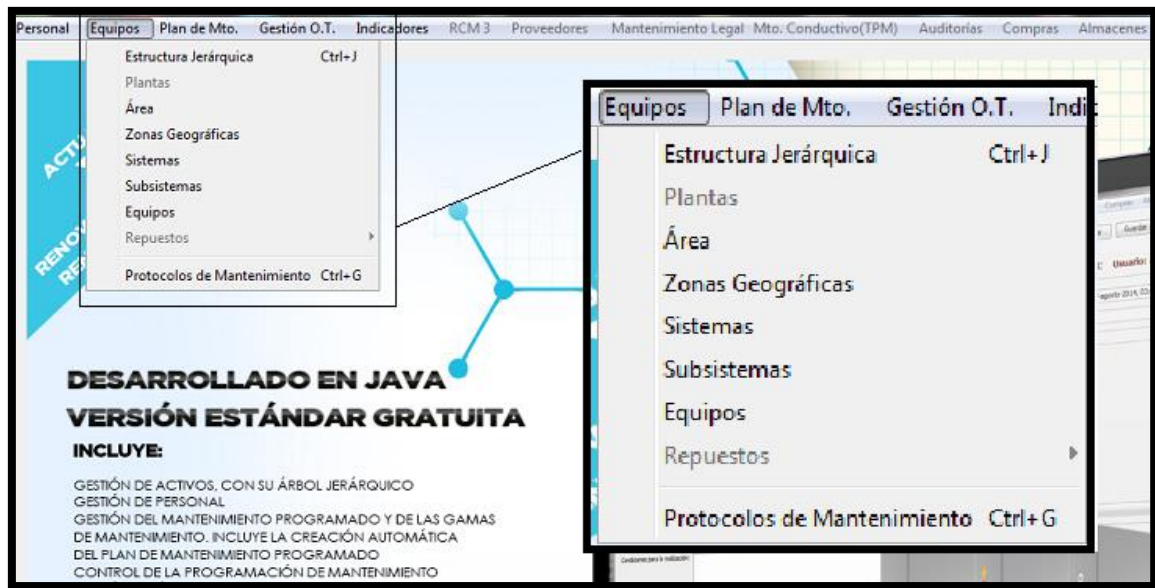 Personal Equipos Plan de Mto. Gestión O.T. Indicadores RCM 3 Proveedores Mantenimiento Legal Mto. Conductivo(TPM) Auditorías Compras Almacenes
Estructura Jerárquica Ctrl+J
Plantas
Área
Zonas Geográficas
Sistemas
Subsistemas
Equipos
Repuestos
Protocolos de Mantenimiento Ctrl+G
DESARROLLADO EN JAVA
VERSIÓN ESTÁNDAR GRATUITA
INCLUYE:
GESTIÓN DE ACTIVOS, CON SU ÁRBOL JERÁRQUICO
GESTIÓN DE PERSONAL
GESTIÓN DEL MANTENIMIENTO PROGRAMADO Y DE LAS GAMAS
DE MANTENIMIENTO. INCLUYE LA CREACIÓN AUTOMÁTICA
DEL PLAN DE MANTENIMIENTO PROGRAMADO
CONTROL DE LA PROGRAMACIÓN DE MANTENIMIENTO
Equipos Plan de Mto. Gestión O.T. Indi
Estructura Jerárquica Ctrl+J
Plantas
Área
Zonas Geográficas
Sistemas
Subsistemas
Equipos
Repuestos
Protocolos de Mantenimiento Ctrl+G
Guardar
Usuario: